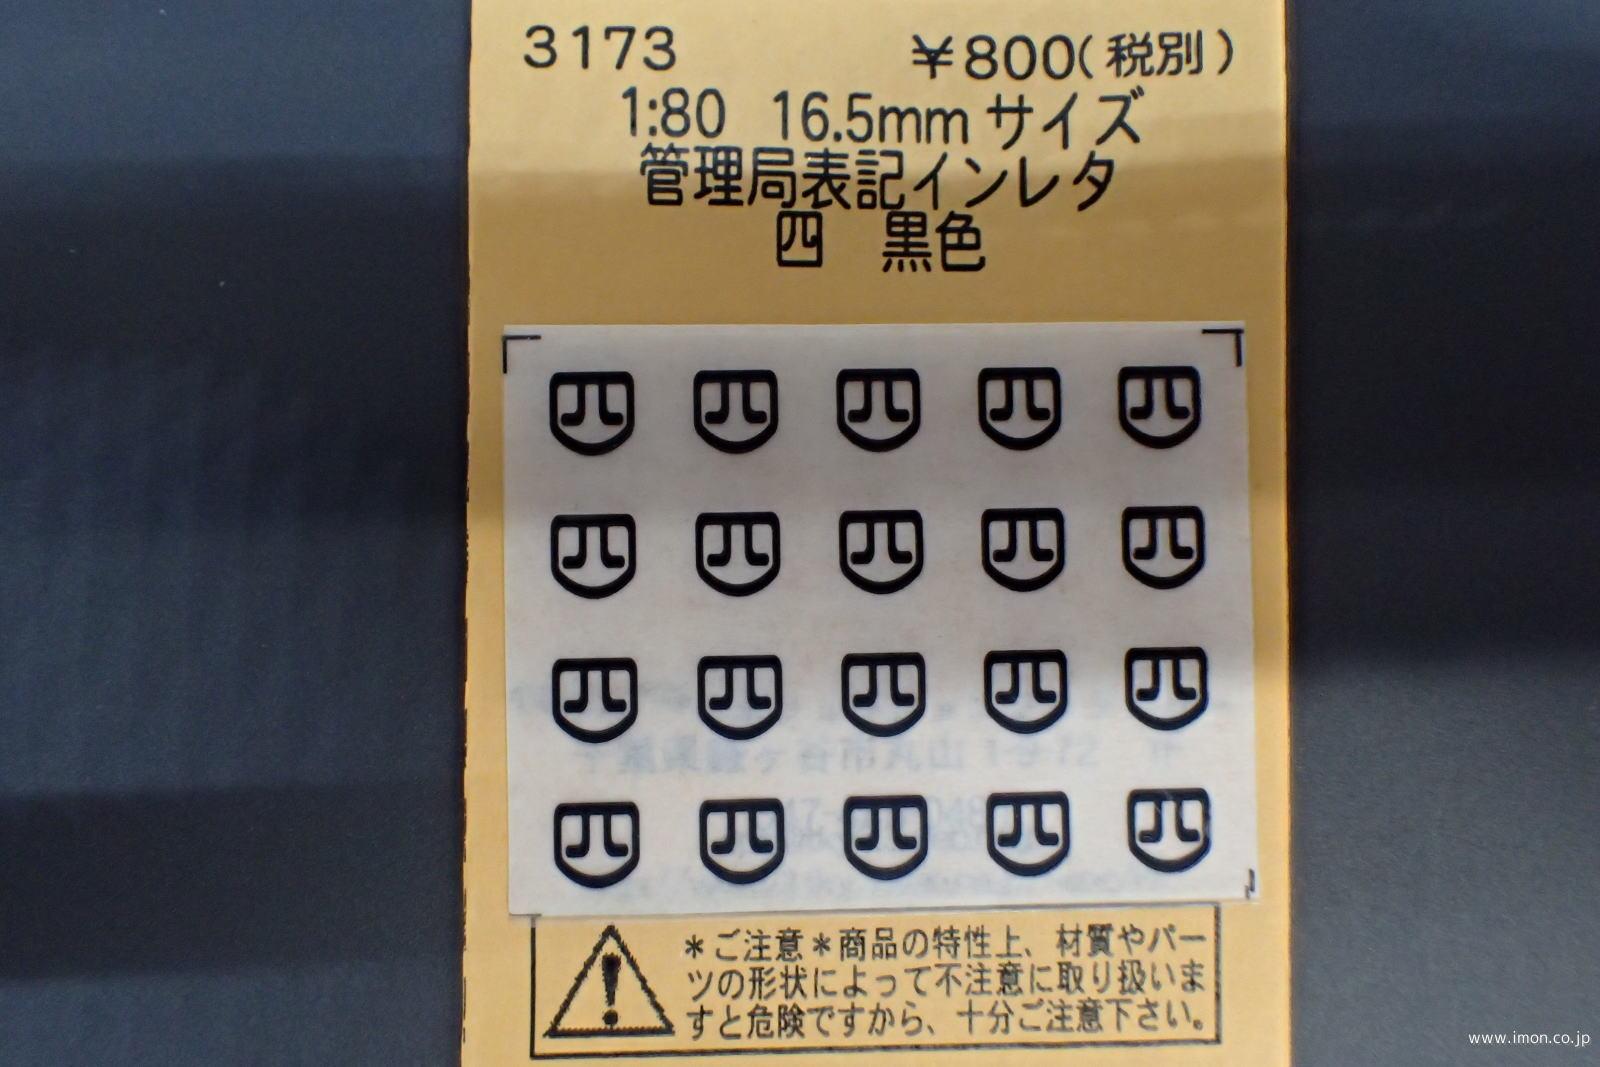 3173 ¥800(税別)
1:80 16.5mmサイズ
管理局表記インレタ
四 黒色
四 四 四 四 四
四 四 四 四 四
四 四 四 四 四
四 四 四 四 四
*ご注意*商品の特性上、材質やパー
ツの形状によって不注意に取り扱いま
すと危険ですから、十分ご注意下さい。
www.imon.co.jp